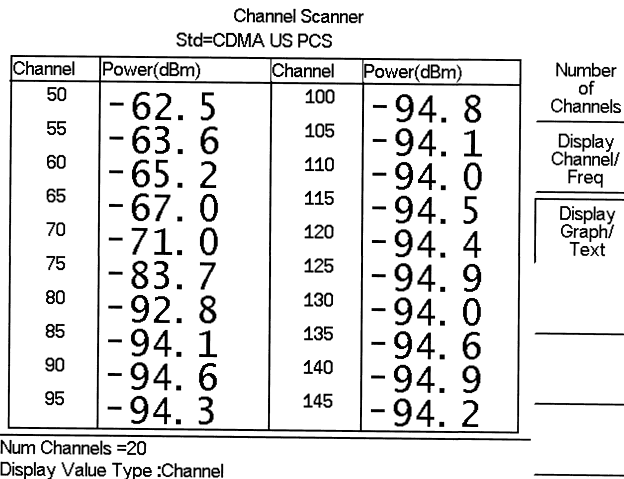 Channel Scanner
Std=CDMA US PCS
Channel Power(dBm) Channel Power(dBm)
50 -62.5 100 -94.8
55 -63.6 105 -94.1
60 -65.2 110 -94.0
65 -67.0 115 -94.5
70 -71.0 120 -94.4
75 -83.7 125 -94.9
80 -92.8 130 -94.0
85 -94.1 135 -94.6
90 -94.6 140 -94.9
95 -94.3 145 -94.2
Num Channels =20
Display Value Type :Channel
Number
of
Channels
Display
Channel/
Freq
Display
Graph/
Text